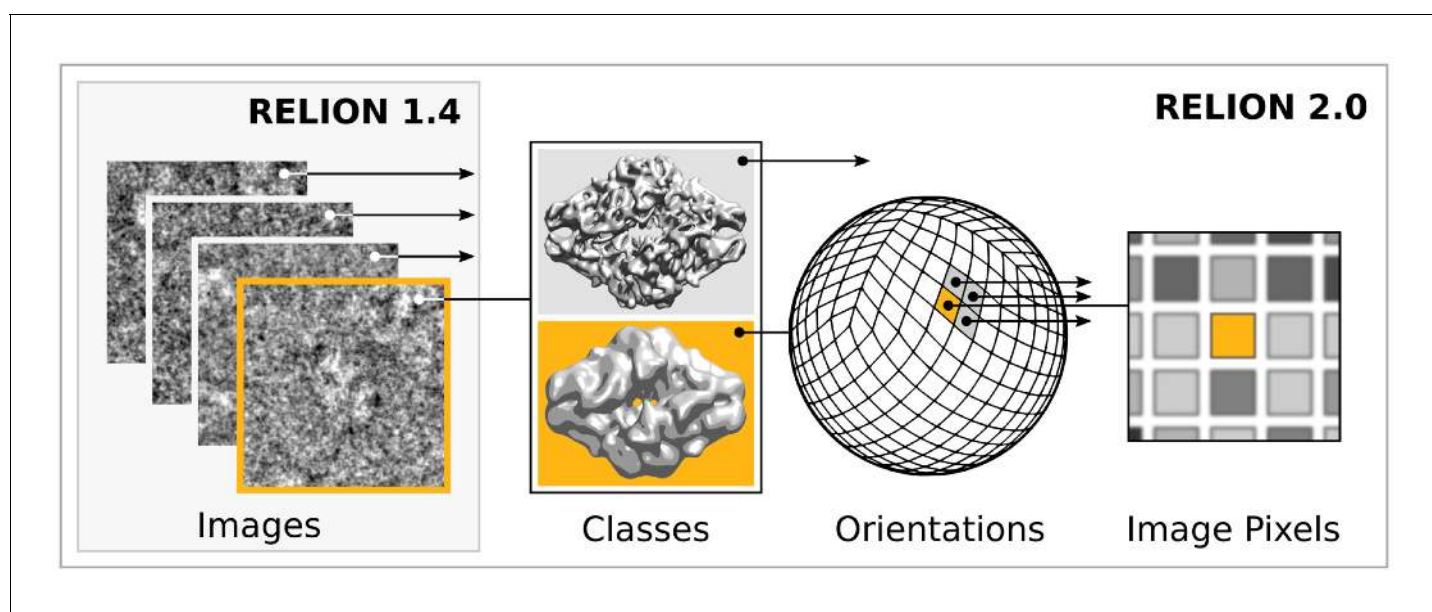 RELION 1.4
RELION 2.0
Images
Classes
Orientations
Image Pixels